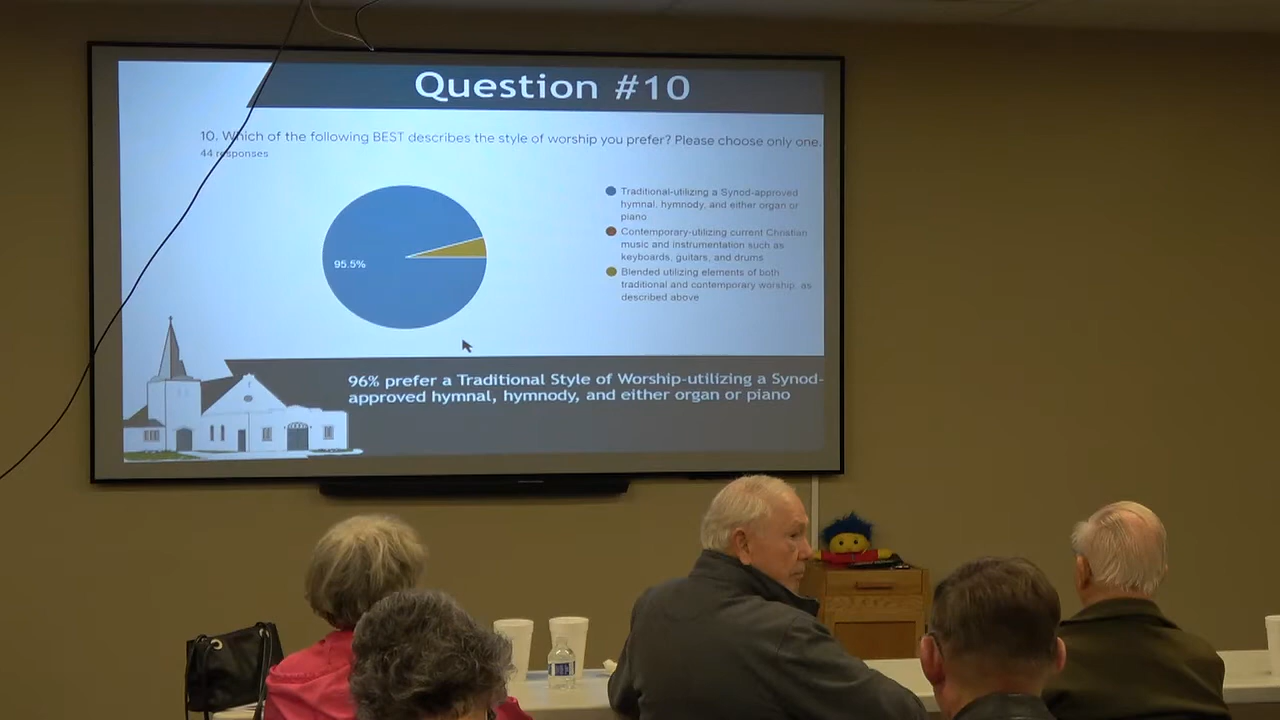 Question #10
10. Which of the following BEST describes the style of worship you prefer? Please choose only one.
44 responses
95.5%
Traditional-utilizing a Synod-approved
hymnal, hymnody, and either organ or
piano
Contemporary-utilizing current Christian
music and instrumentation such as
keyboards, guitars, and drums
Blended utilizing elements of both
traditional and contemporary worship, as
described above
96% prefer a Traditional Style of Worship-utilizing a Synod-
approved hymnal, hymnody, and either organ or piano